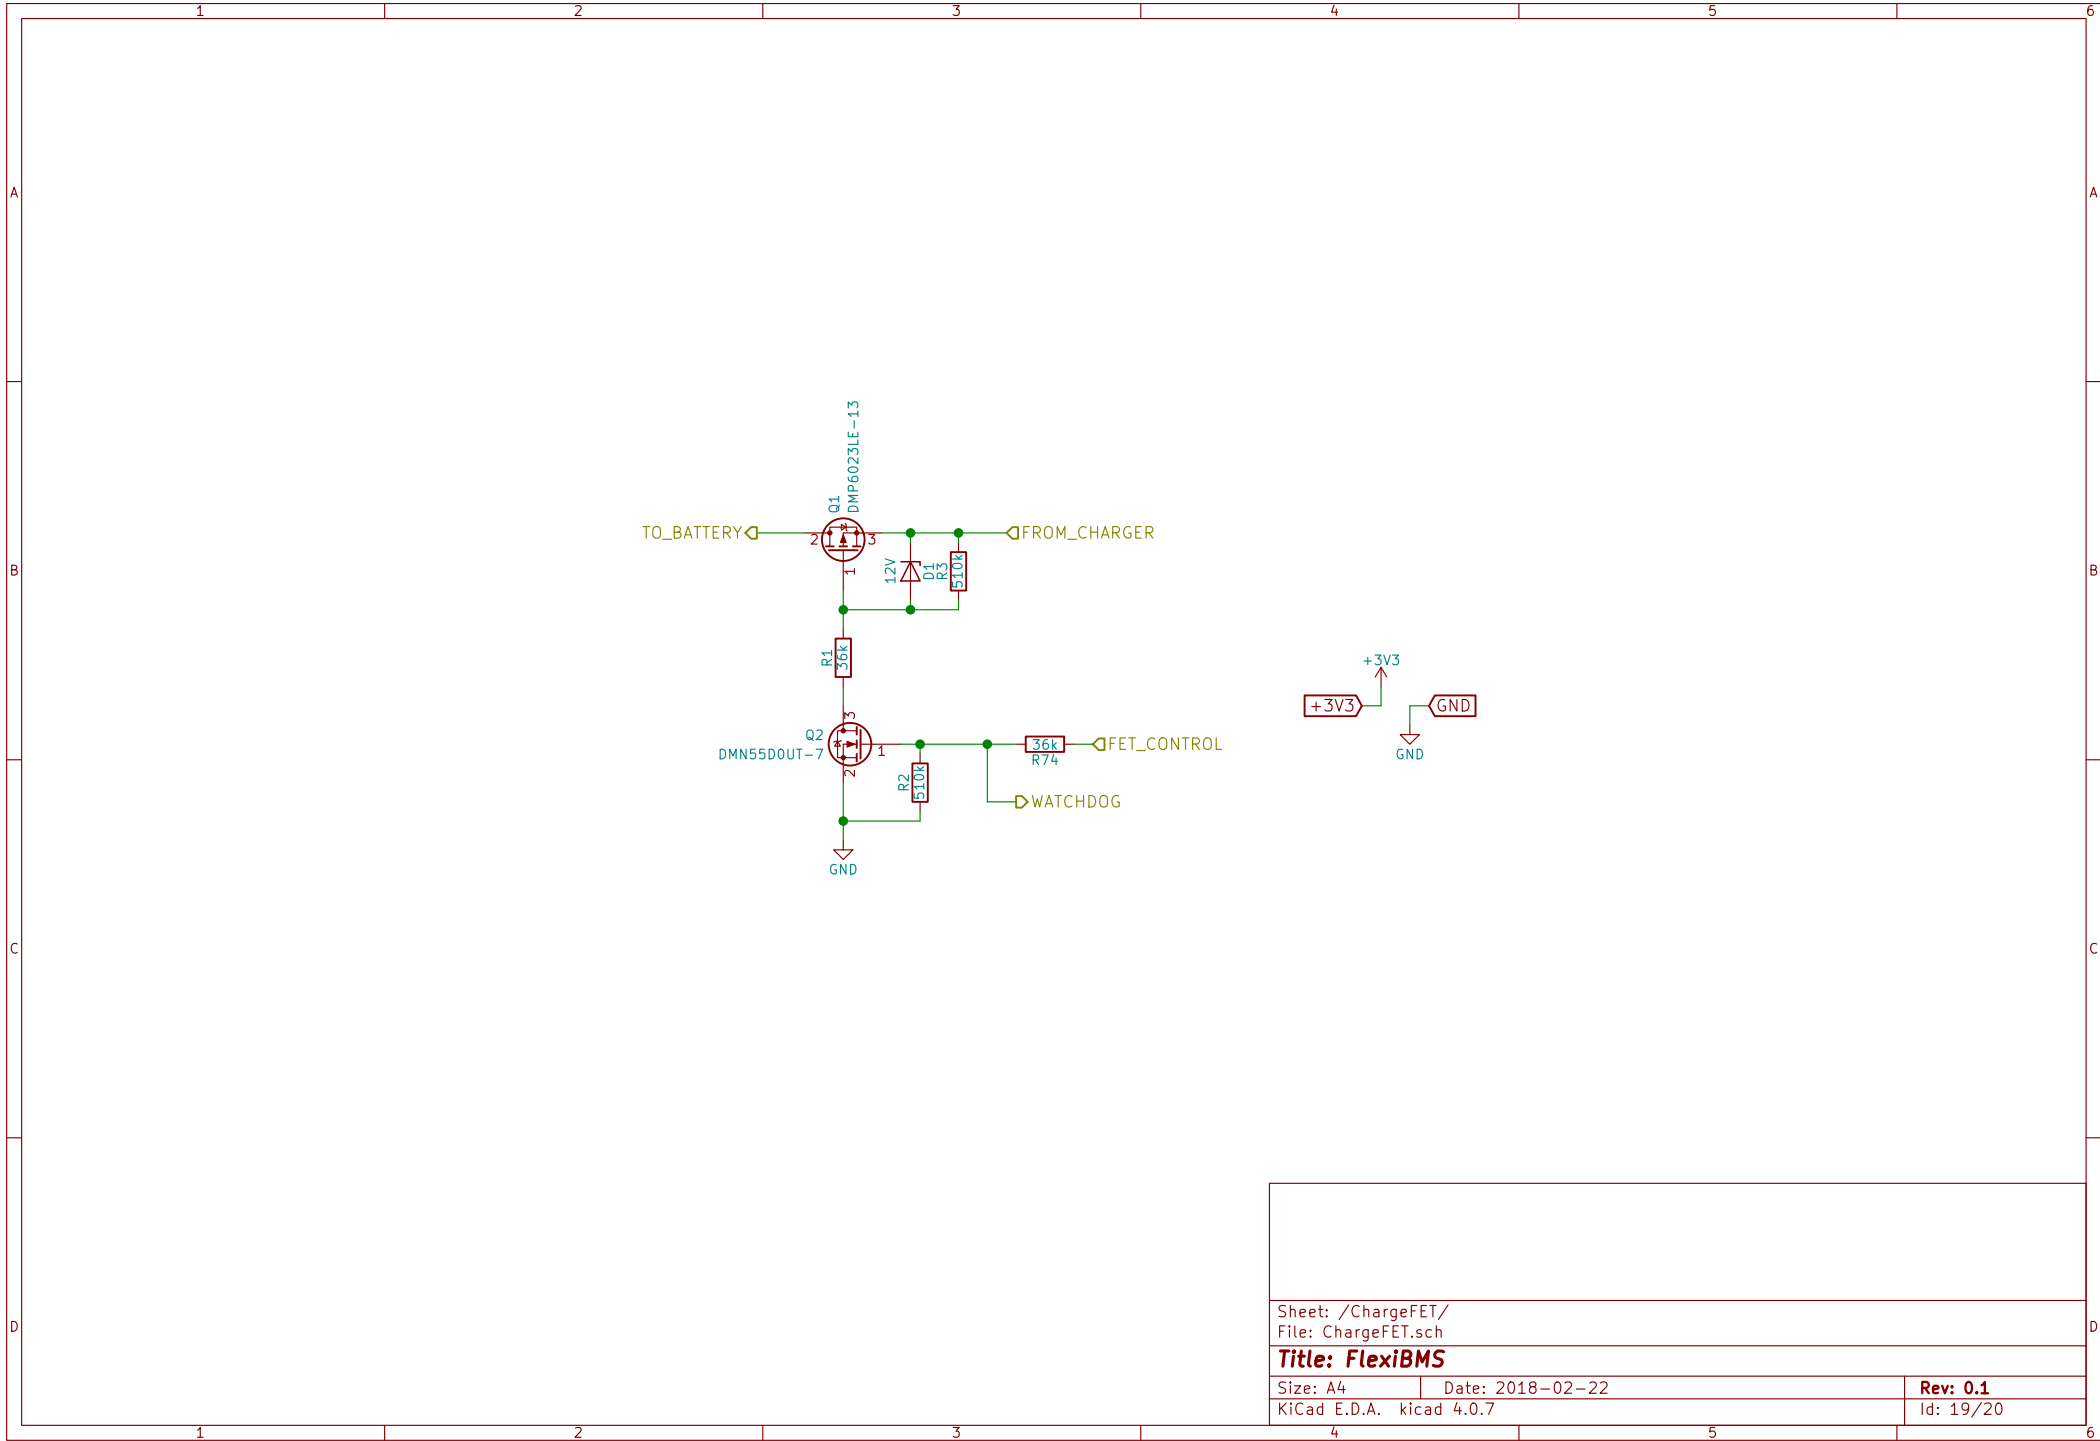 1 2 3 4 5 6
A A
DMP6023LE-13
Q1
TO_BATTERY 2 3 FROM_CHARGER
1
12V D1 R3 510k
B B
R1 36k
+3V3
+3V3 GND
GND
3
Q2
DMN55D0UT-7
1
2
36k
R74
FET_CONTROL
R2 510k
WATCHDOG
GND
C C
D D
Sheet: /ChargeFET/
File: ChargeFET.sch
Title: FlexiBMS
Size: A4 Date: 2018-02-22 Rev: 0.1
KiCad E.D.A. kicad 4.0.7 Id: 19/20
1 2 3 4 5 6